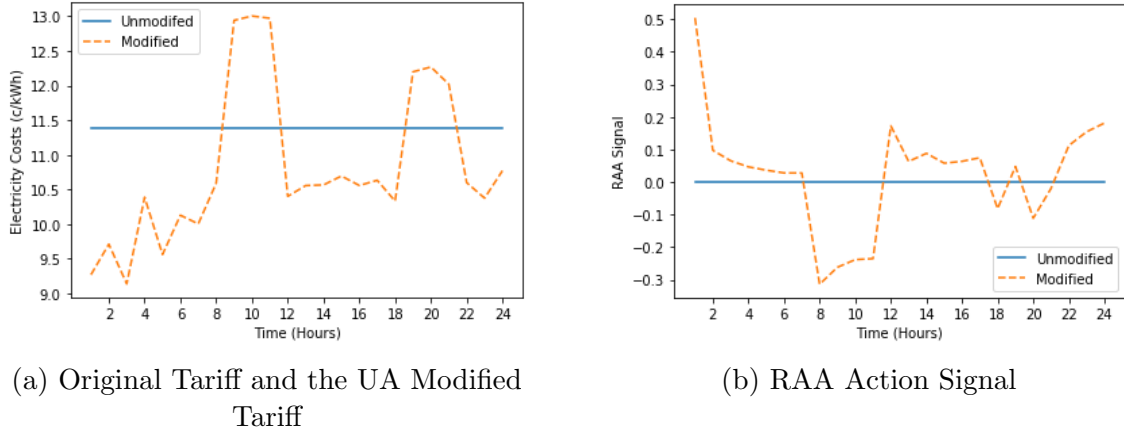 13.0
12.5
12.0
11.5
11.0
10.5
10.0
9.5
9.0
Electricity Costs (c/kWh)
Unmodifed
Modified
2 4 6 8 10 12 14 16 18 20 22 24
Time (Hours)
(a) Original Tariff and the UA Modified
Tariff
0.5
0.4
0.3
0.2
0.1
0.0
−0.1
−0.2
−0.3
RAA Signal
Unmodified
Modified
2 4 6 8 10 12 14 16 18 20 22 24
Time (Hours)
(b) RAA Action Signal